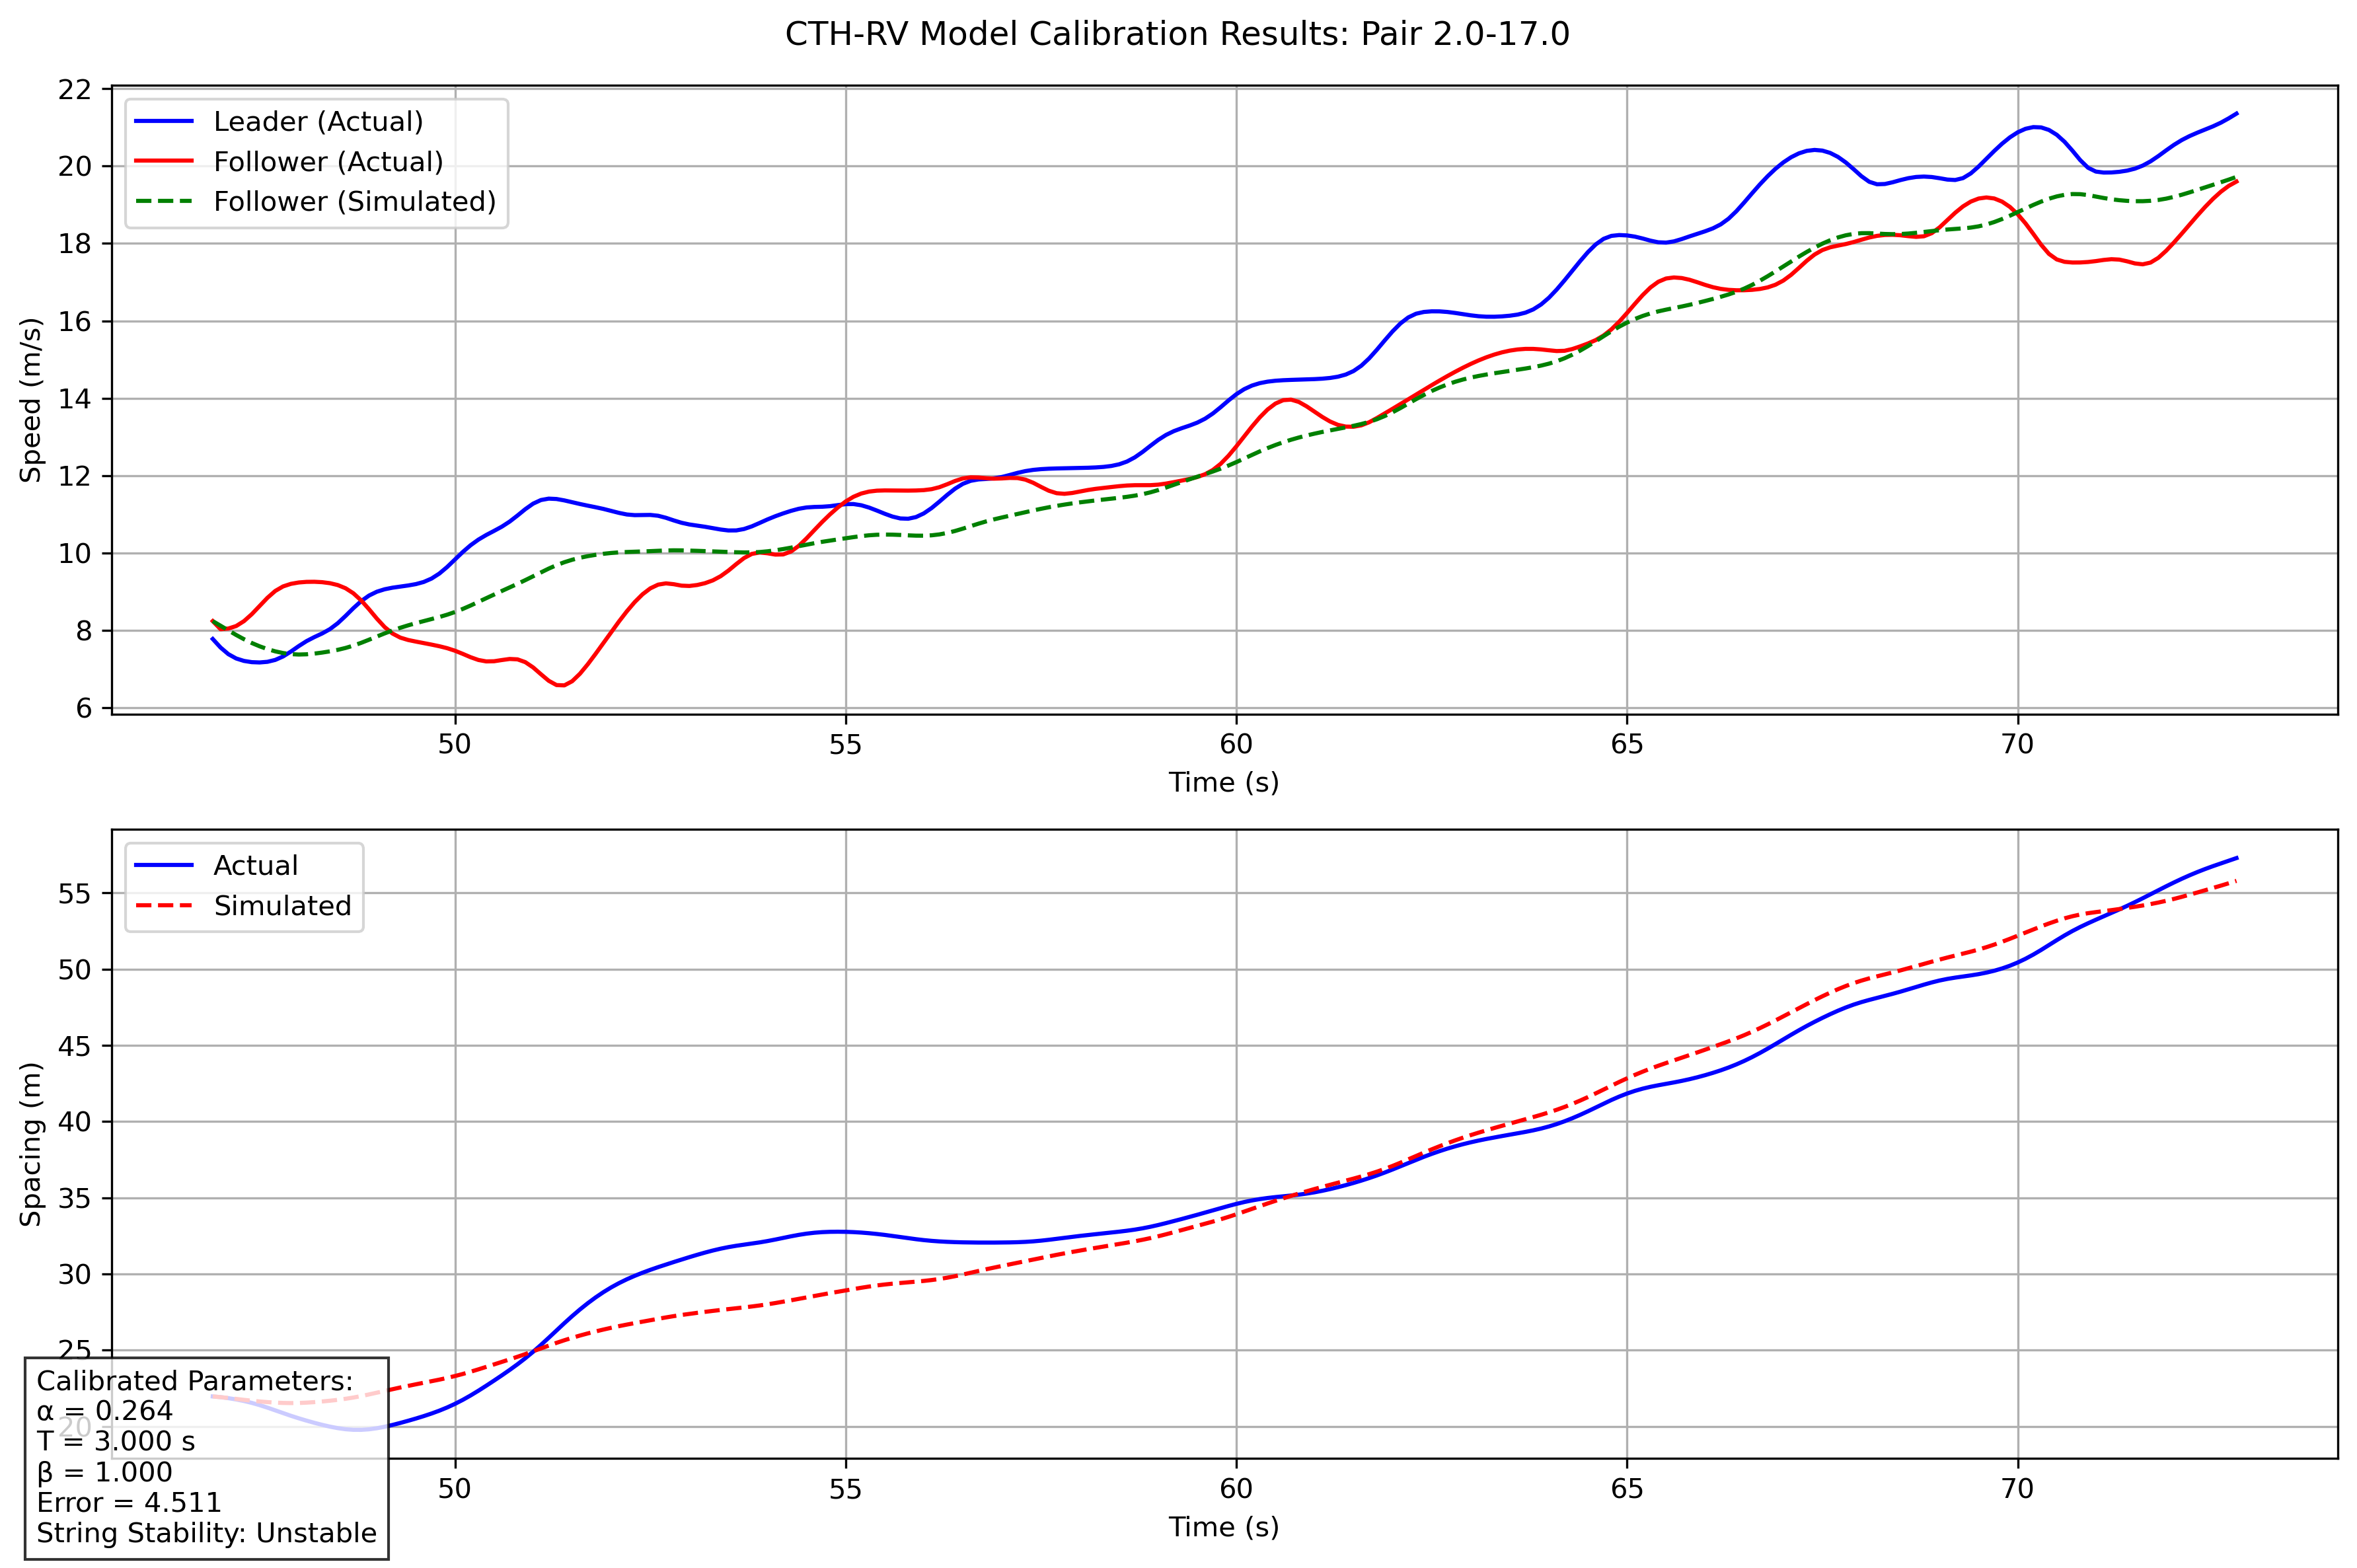 CTH-RV Model Calibration Results: Pair 2.0-17.0
22
20
18
16
14
12
10
8
6
Speed (m/s)
Leader (Actual)
Follower (Actual)
Follower (Simulated)
50
55
60
65
70
Time (s)
55
50
45
40
35
30
25
20
Spacing (m)
Actual
Simulated
50
55
60
65
70
Time (s)
Calibrated Parameters:
α = 0.264
T = 3.000 s
β = 1.000
Error = 4.511
String Stability: Unstable